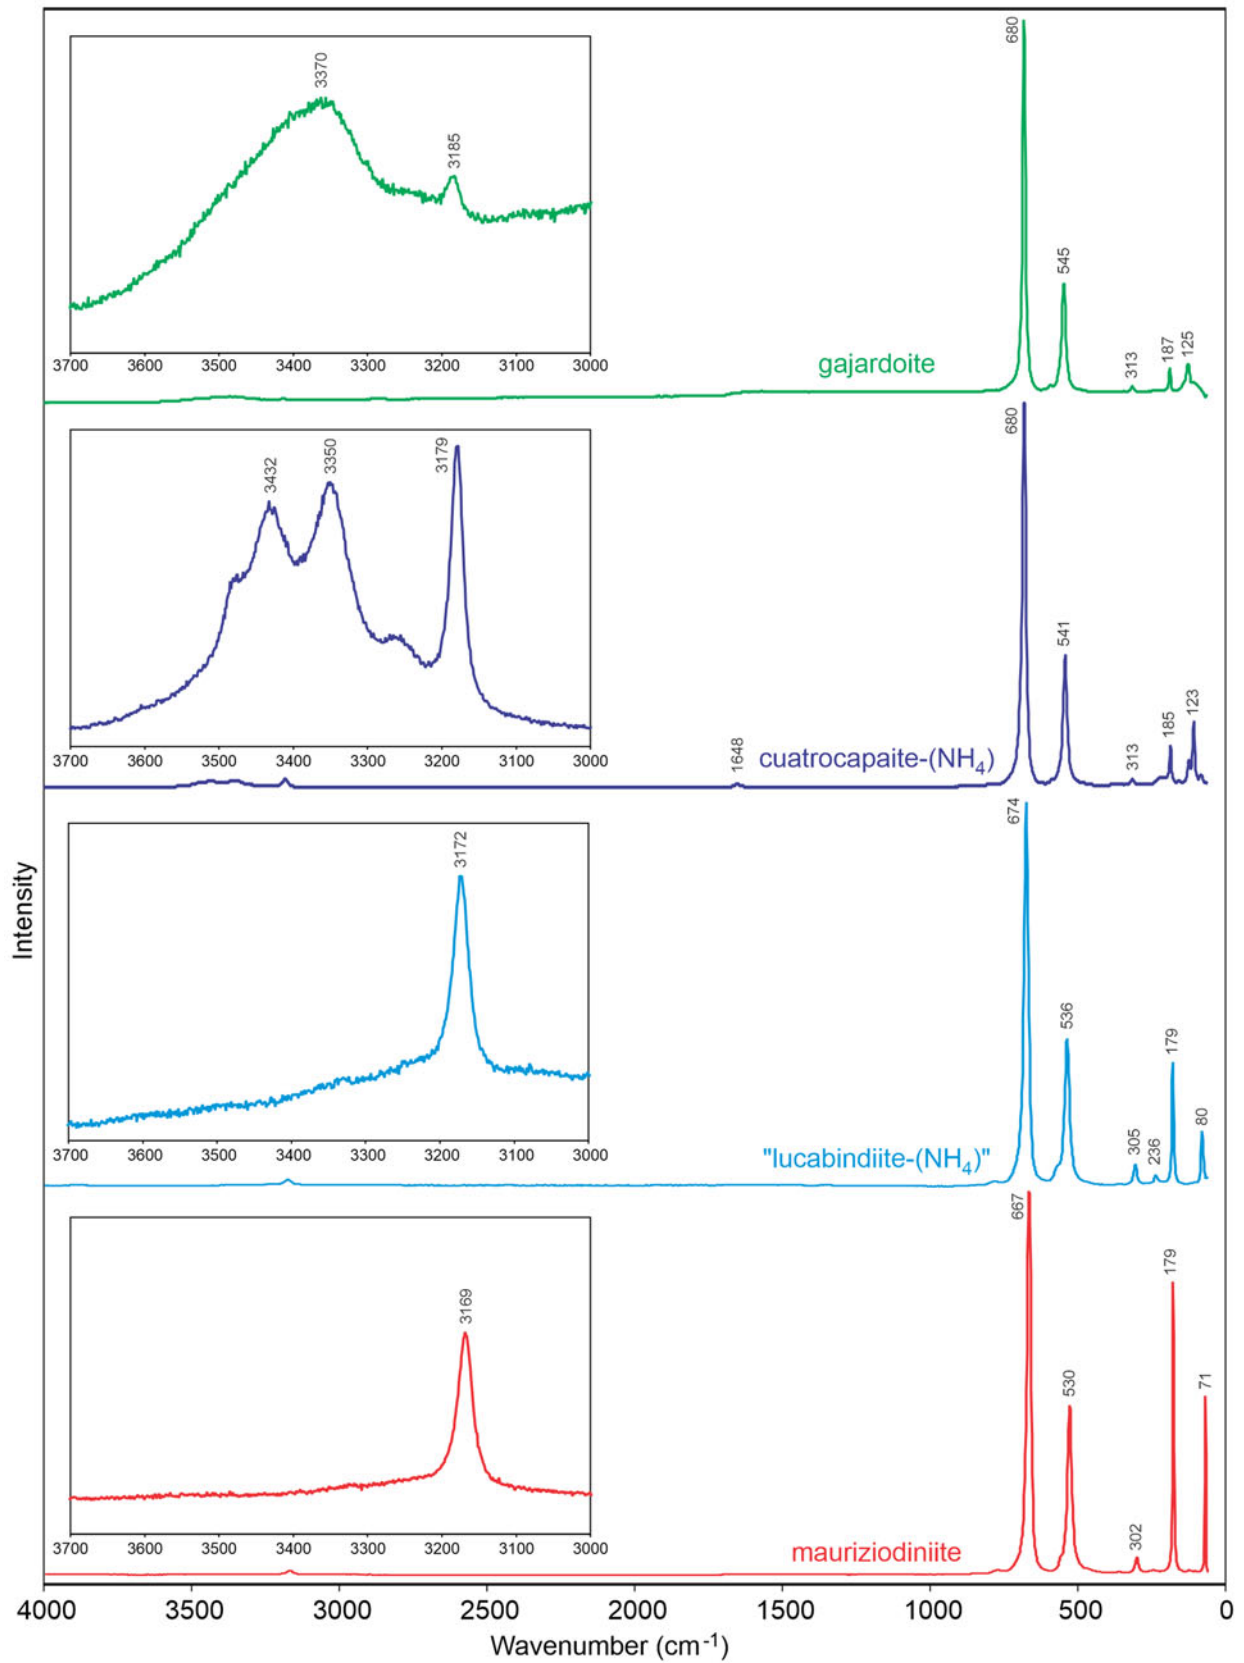 680
3370
3185
545
313
187
125
3700 3600 3500 3400 3300 3200 3100 3000
gajardoite
680
3432
3350
3179
541
1648
313
185
123
3700 3600 3500 3400 3300 3200 3100 3000
cuatrocapaite-(NH4)
674
3172
536
305
236
179
80
3700 3600 3500 3400 3300 3200 3100 3000
"lucabindiite-(NH4)"
667
3169
530
302
179
71
3700 3600 3500 3400 3300 3200 3100 3000
mauriziodiniite
Intensity
4000 3500 3000 2500 2000 1500 1000 500 0
Wavenumber (cm-1)